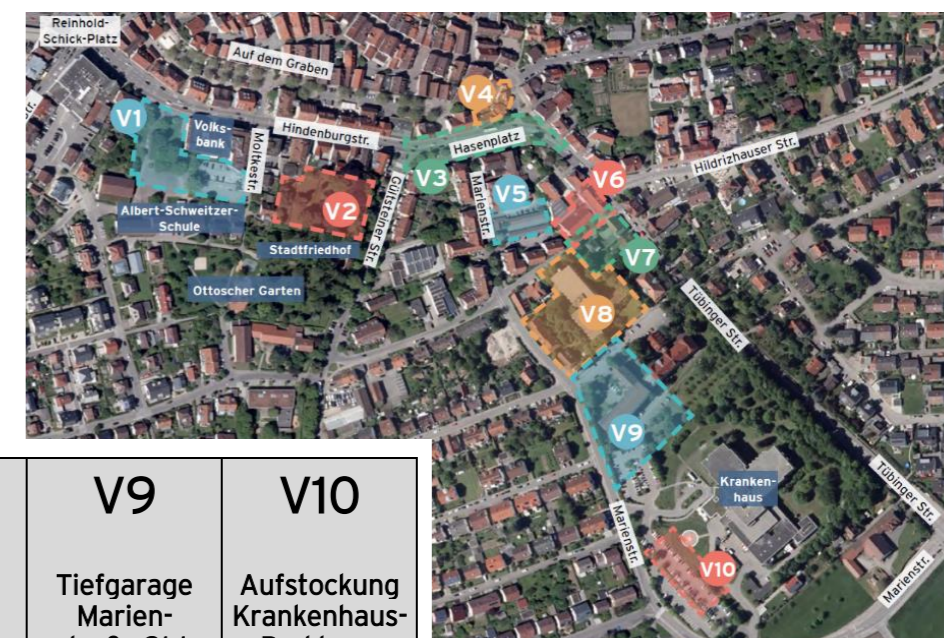 Reinhold-
Schick-Platz
Auf dem Graben
V4
V1
Volks-
bank
Hindenburgstr.
Hasenplatz
Hildrizhauser Str.
Moltkestr.
V3
V6
V5
Marienstr.
V2
Gültsteiner Str.
Albert-Schweitzer-
Schule
Stadtfriedhof
V7
Ottoscher Garten
V8
Tübinger Str.
V9
Kranken-
haus
Tübinger Str.
Marienstr.
V10
Marienstr.
V9
V10
Tiefgarage
Marien-
Aufstockung
Krankenhaus-